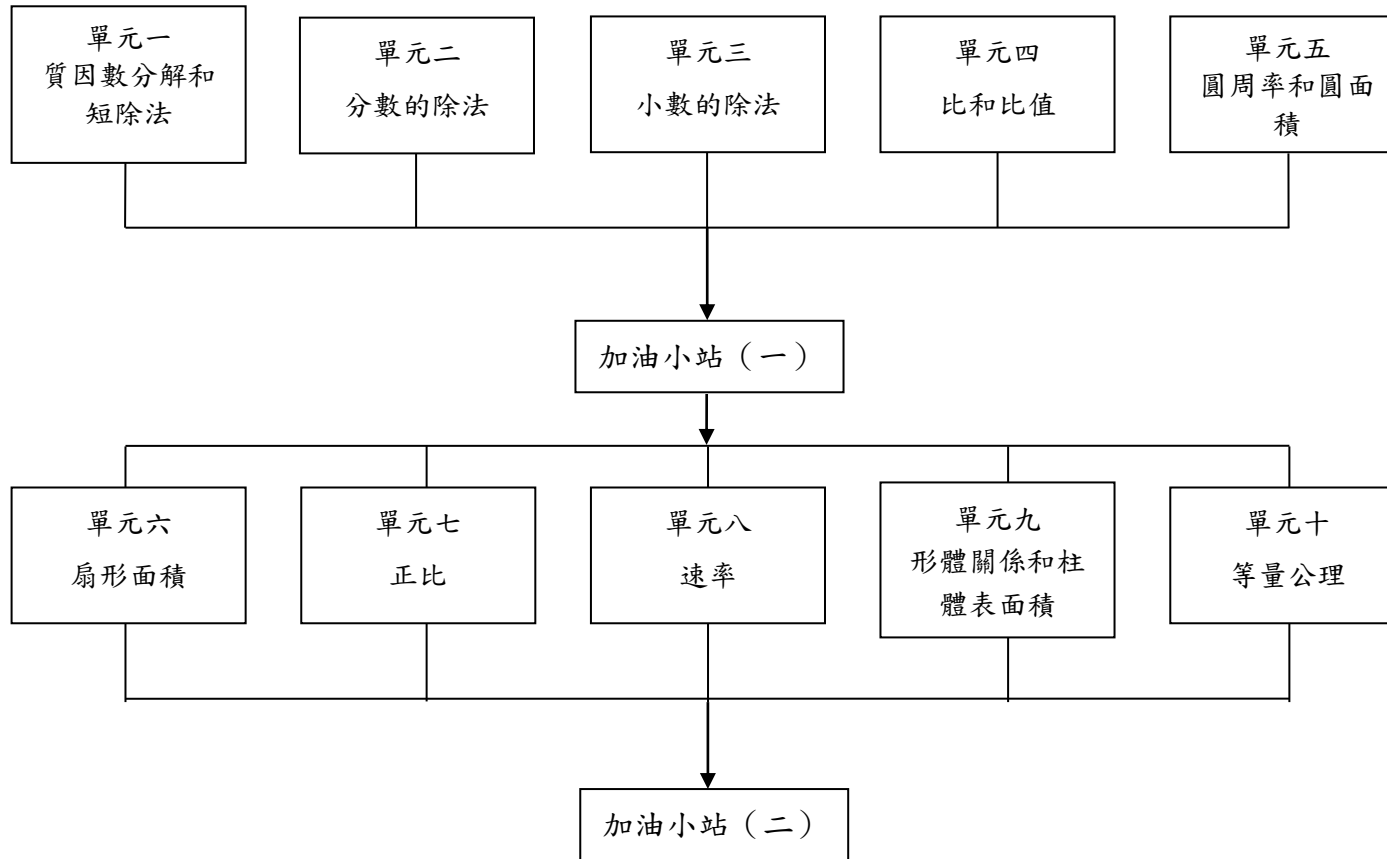 單元一
質因數分解和
短除法
單元二
分數的除法
單元三
小數的除法
單元四
比和比值
單元五
圓周率和圓面
積
加油小站（一）
單元六
扇形面積
單元七
正比
單元八
速率
單元九
形體關係和柱
體表面積
單元十
等量公理
加油小站（二）